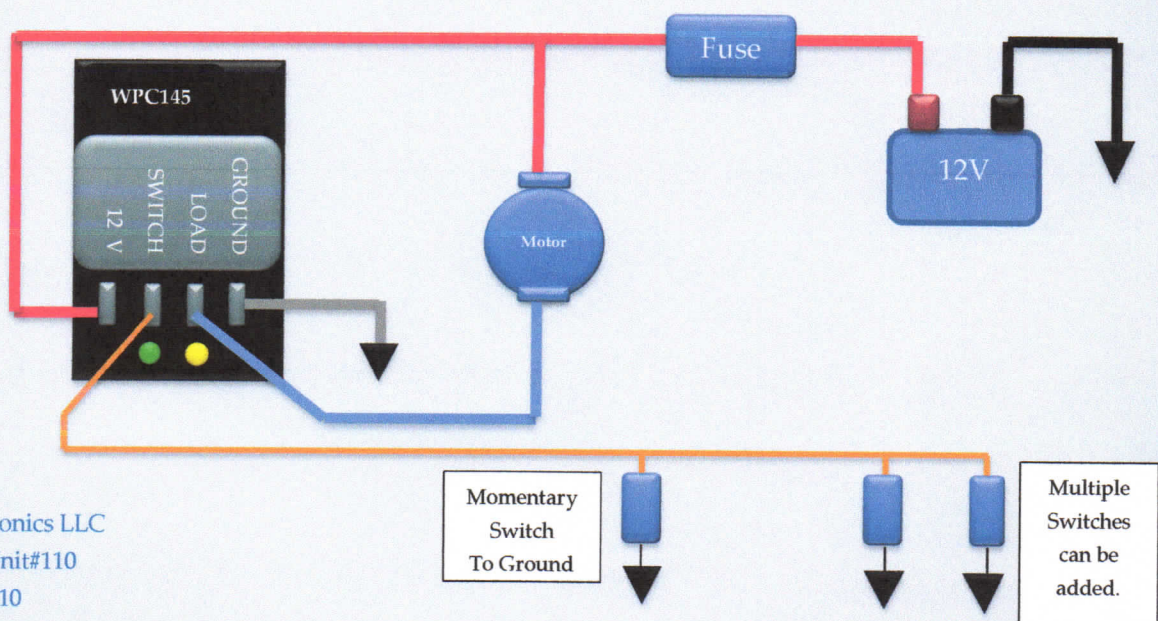 Fuse
WPC145
12V
GROUND
LOAD
SWITCH
12 V
Motor
Momentary
Switch
To Ground
Multiple
Switches
can be
added.
onics LLC
nit#110
10